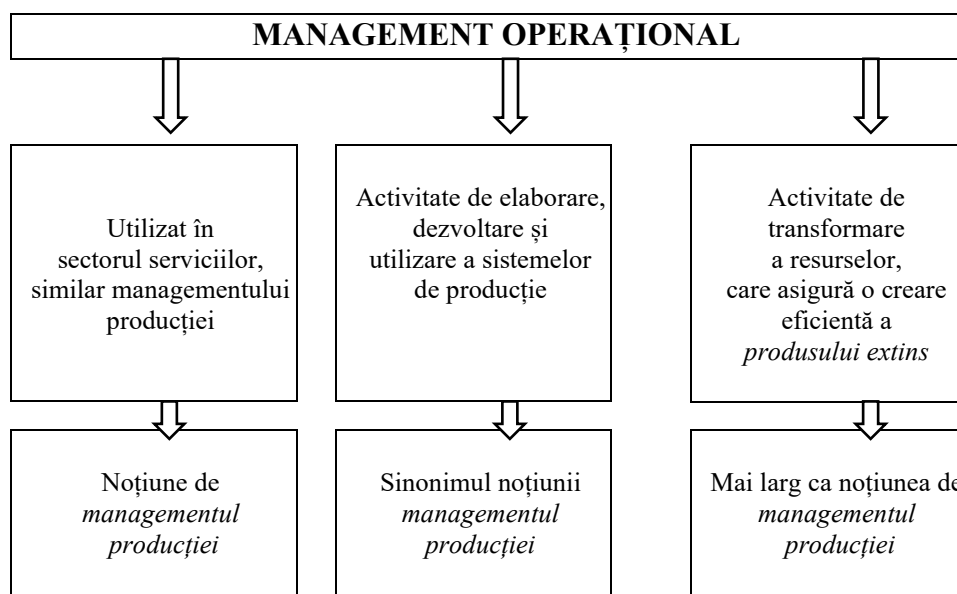 MANAGEMENT OPERAȚIONAL
Utilizat în
sectorul serviciilor,
similar managementului
producției
Activitate de elaborare,
dezvoltare și
utilizare a sistemelor
de producție
Activitate de
transformare
a resurselor,
care asigură o creare
eficientă a
produsului extins
Noțiune de
managementul
producției
Sinonimul noțiunii
managementul
producției
Mai larg ca noțiunea de
managementul
producției